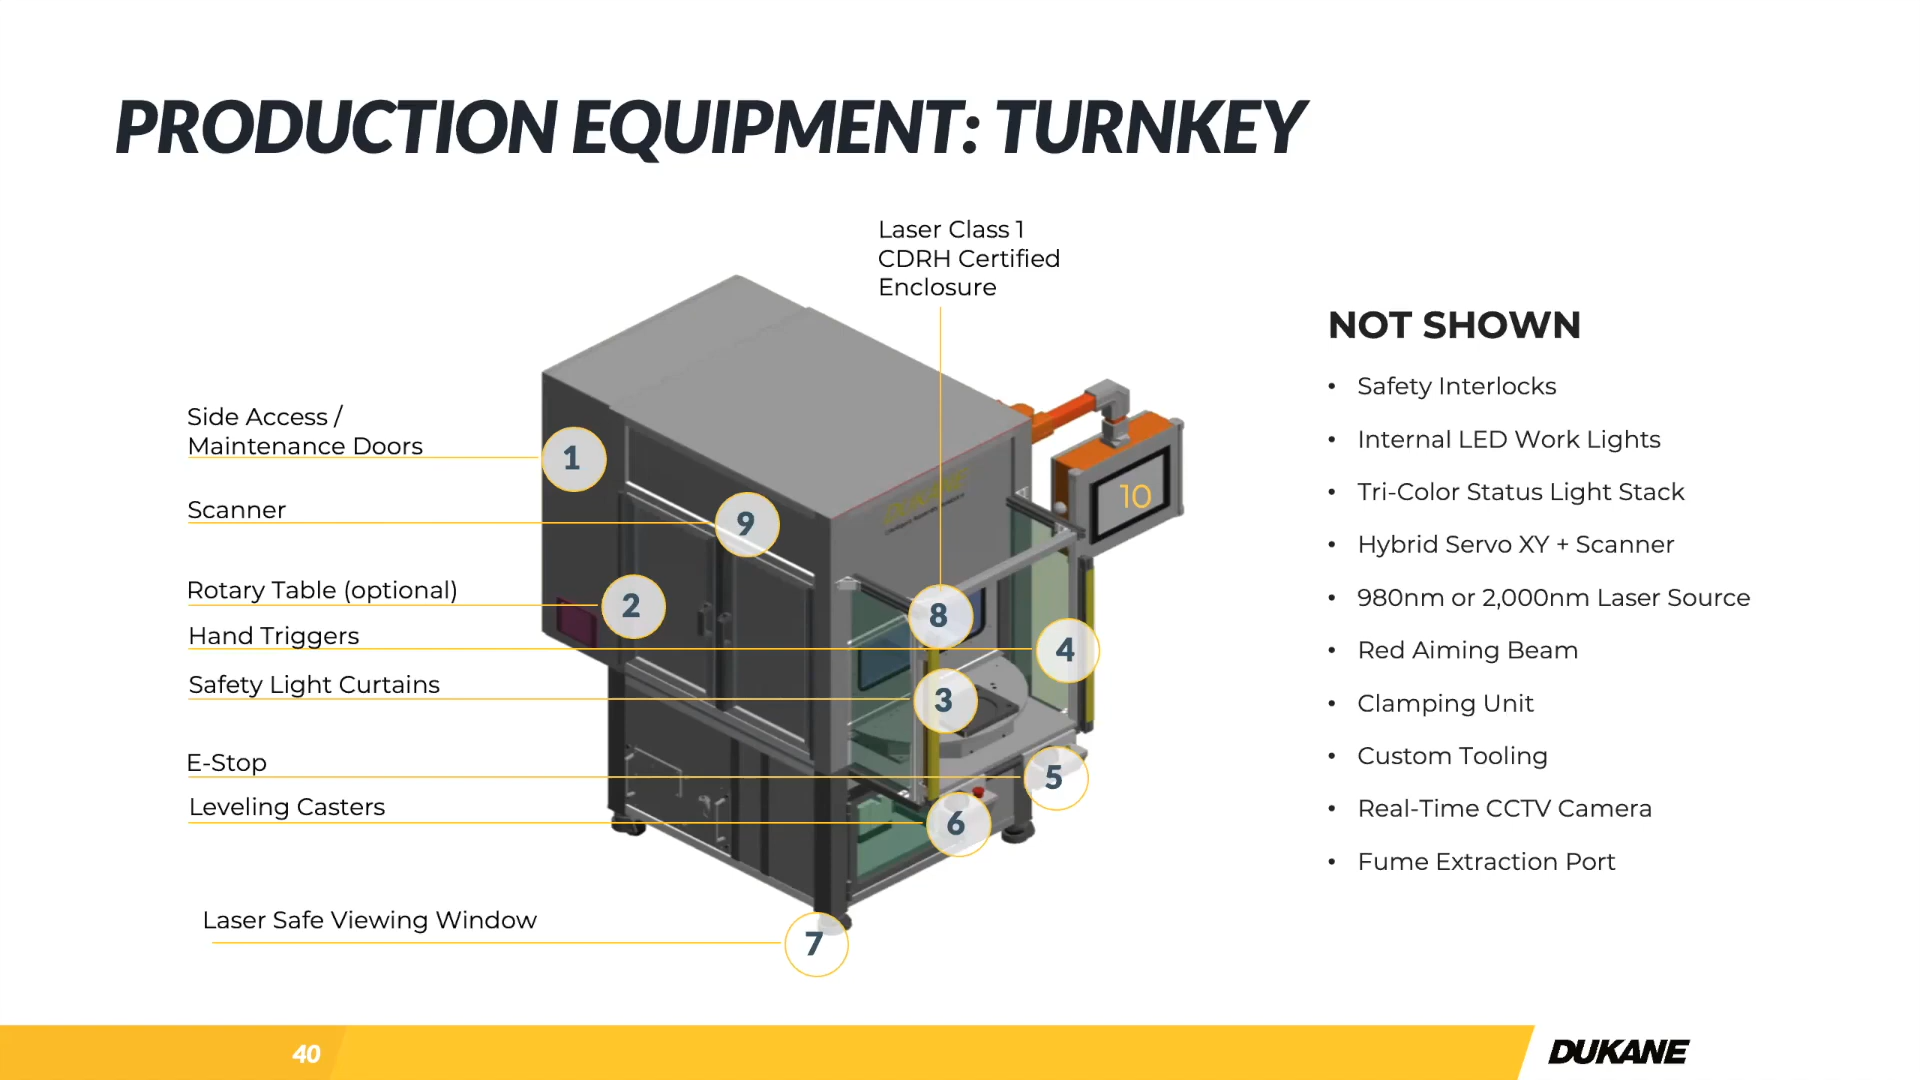 PRODUCTION EQUIPMENT: TURNKEY
Laser Class 1
CDRH Certified
Enclosure
Side Access /
Maintenance Doors
1
Scanner
9
Rotary Table (optional)
2
Hand Triggers
4
Safety Light Curtains
3
E-Stop
5
Leveling Casters
6
Laser Safe Viewing Window
7
8
10
DUKANE
NOT SHOWN
• Safety Interlocks
• Internal LED Work Lights
• Tri-Color Status Light Stack
• Hybrid Servo XY + Scanner
• 980nm or 2,000nm Laser Source
• Red Aiming Beam
• Clamping Unit
• Custom Tooling
• Real-Time CCTV Camera
• Fume Extraction Port
40
DUKANE